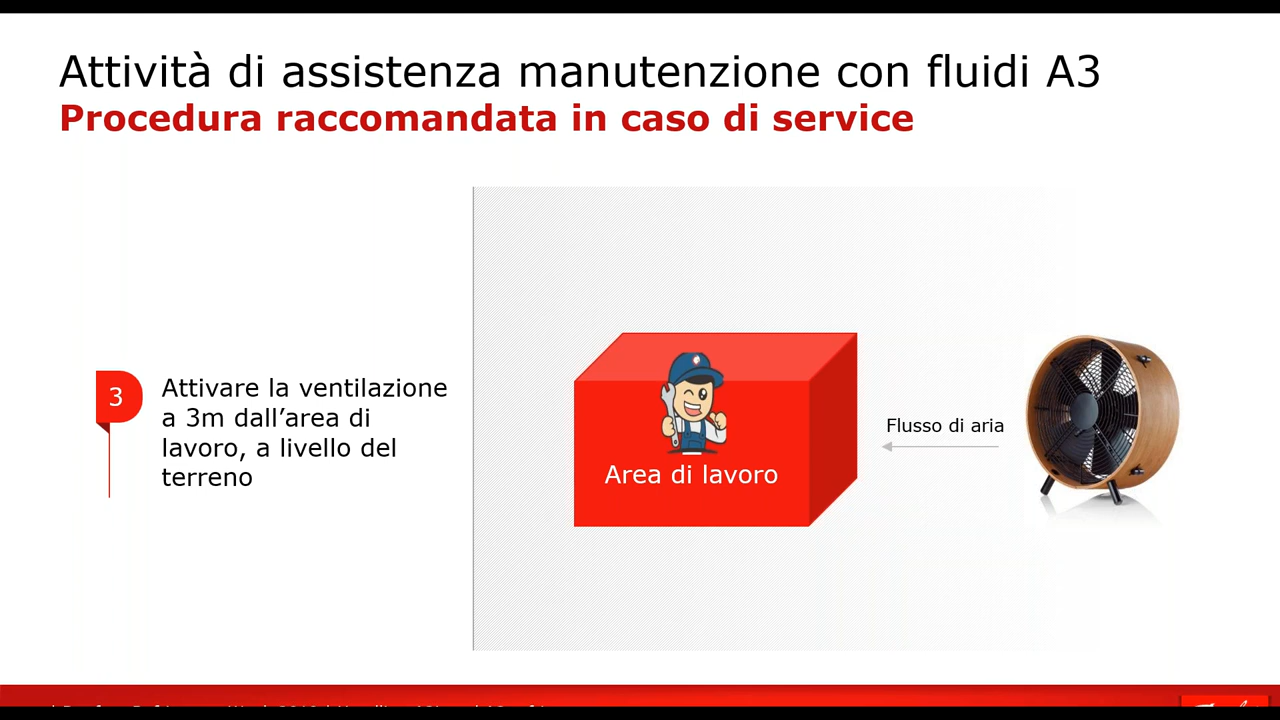 Attività di assistenza manutenzione con fluidi A3
Procedura raccomandata in caso di service
3
Attivare la ventilazione
a 3m dall’area di
lavoro, a livello del
terreno
Flusso di aria
Area di lavoro